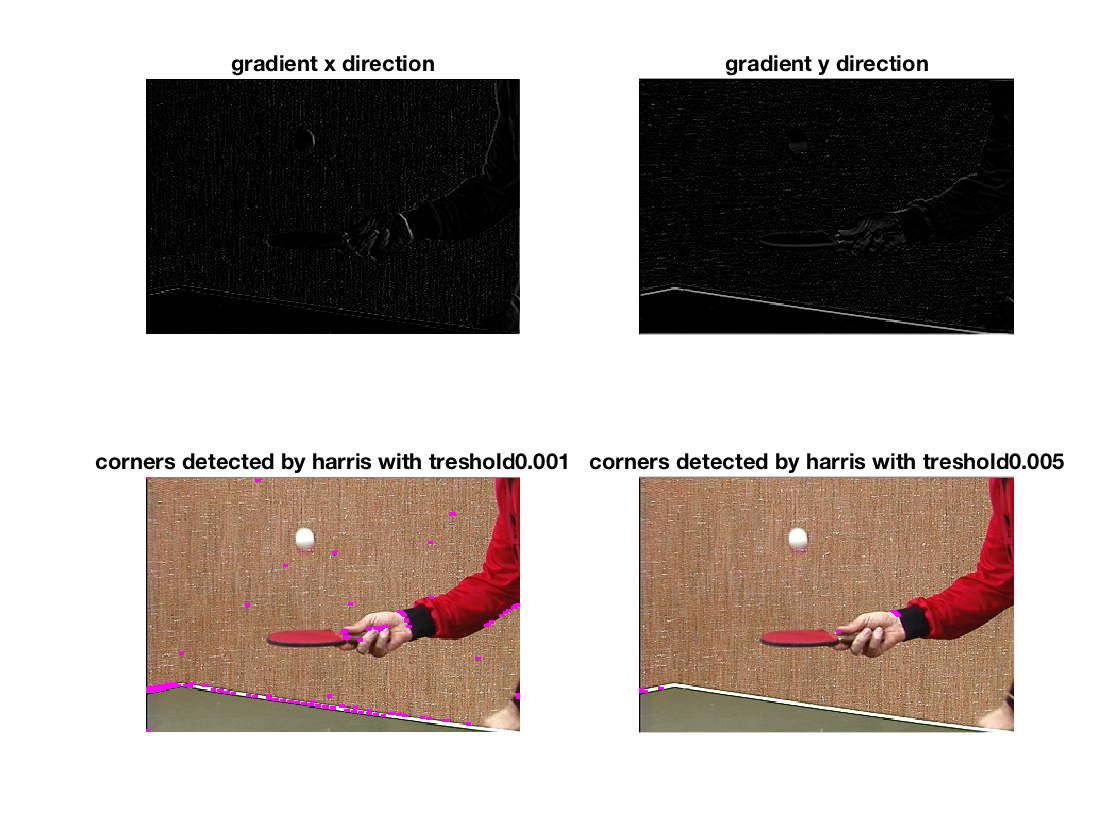 gradient x direction
gradient y direction
corners detected by harris with treshold0.001
corners detected by harris with treshold0.005